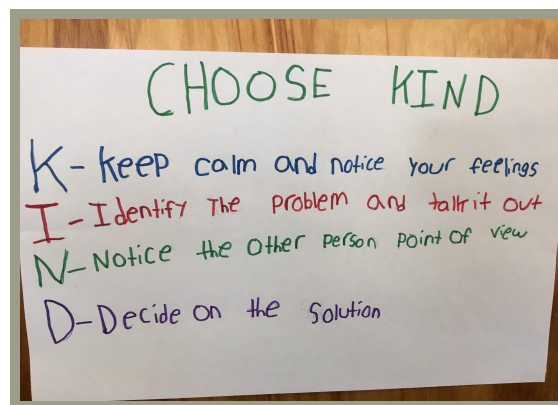 CHOOSE KIND
K- Keep calm and notice your feelings
I- Identify The problem and talk it out
N- Notice the Other person Point of view
D- Decide on the Solution